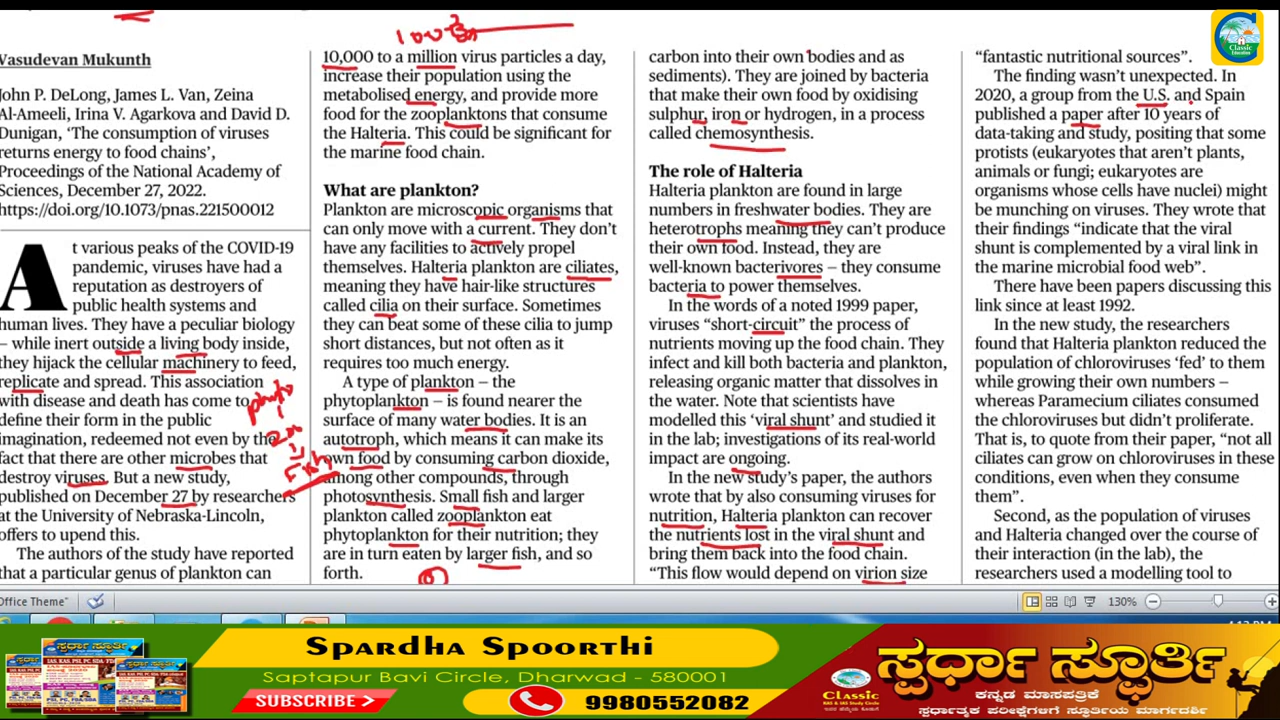 Vasudevan Mukunth
John P. DeLong, James L. Van, Zeina
Al-Ameeli, Irina V. Agarkova and David D.
Dunigan, 'The consumption of viruses
returns energy to food chains',
Proceedings of the National Academy of
Sciences, December 27, 2022.
https://doi.org/10.1073/pnas.221500012
At various peaks of the COVID-19
pandemic, viruses have had a
reputation as destroyers of
public health systems and
human lives. They have a peculiar biology
– while inert outside a living body inside,
they hijack the cellular machinery to feed,
replicate and spread. This association
with disease and death has come to
define their form in the public
imagination, redeemed not even by the
fact that there are other microbes that
destroy viruses. But a new study,
published on December 27 by researchers
at the University of Nebraska-Lincoln,
offers to upend this.
The authors of the study have reported
that a particular genus of plankton can
10,000 to a million virus particles a day,
increase their population using the
metabolised energy, and provide more
food for the zooplanktons that consume
the Halteria. This could be significant for
the marine food chain.
What are plankton?
Plankton are microscopic organisms that
can only move with a current. They don't
have any facilities to actively propel
themselves. Halteria plankton are ciliates,
meaning they have hair-like structures
called cilia on their surface. Sometimes
they can beat some of these cilia to jump
short distances, but not often as it
requires too much energy.
A type of plankton – the
phytoplankton – is found nearer the
surface of many water bodies. It is an
autotroph, which means it can make its
own food by consuming carbon dioxide,
among other compounds, through
photosynthesis. Small fish and larger
plankton called zooplankton eat
phytoplankton for their nutrition; they
are in turn eaten by larger fish, and so
forth.
carbon into their own bodies and as
sediments). They are joined by bacteria
that make their own food by oxidising
sulphur, iron or hydrogen, in a process
called chemosynthesis.
The role of Halteria
Halteria plankton are found in large
numbers in freshwater bodies. They are
heterotrophs meaning they can't produce
their own food. Instead, they are
well-known bacterivores – they consume
bacteria to power themselves.
In the words of a noted 1999 paper,
viruses "short-circuit" the process of
nutrients moving up the food chain. They
infect and kill both bacteria and plankton,
releasing organic matter that dissolves in
the water. Note that scientists have
modelled this 'viral shunt' and studied it
in the lab; investigations of its real-world
impact are ongoing.
In the new study's paper, the authors
wrote that by also consuming viruses for
nutrition, Halteria plankton can recover
the nutrients lost in the viral shunt and
bring them back into the food chain.
"This flow would depend on virion size
"fantastic nutritional sources".
The finding wasn't unexpected. In
2020, a group from the U.S. and Spain
published a paper after 10 years of
data-taking and study, positing that some
protists (eukaryotes that aren't plants,
animals or fungi; eukaryotes are
organisms whose cells have nuclei) might
be munching on viruses. They wrote that
their findings "indicate that the viral
shunt is complemented by a viral link in
the marine microbial food web".
There have been papers discussing this
link since at least 1992.
In the new study, the researchers
found that Halteria plankton reduced the
population of chloroviruses 'fed' to them
while growing their own numbers –
whereas Paramecium ciliates consumed
the chloroviruses but didn't proliferate.
That is, to quote from their paper, "not all
ciliates can grow on chloroviruses in these
conditions, even when they consume
them".
Second, as the population of viruses
and Halteria changed over the course of
their interaction (in the lab), the
researchers used a modelling tool to
phyto
Fish
Classic
Education
Office Theme"
130%
Spardha Spoorthi
Saptapur Bavi Circle, Dharwad - 580001
SUBSCRIBE
9980552082
Classic
ಸ್ಪರ್ಧಾ ಸ್ಫೂರ್ತಿ
ಕನ್ನಡ ಮಾಸಪತ್ರಿಕೆ
ಸ್ಪರ್ಧಾತ್ಮಕ ಪರೀಕ್ಷೆಗಳಿಗೆ ಸ್ಫೂರ್ತಿಯ ಮಾರ್ಗದರ್ಶಿ